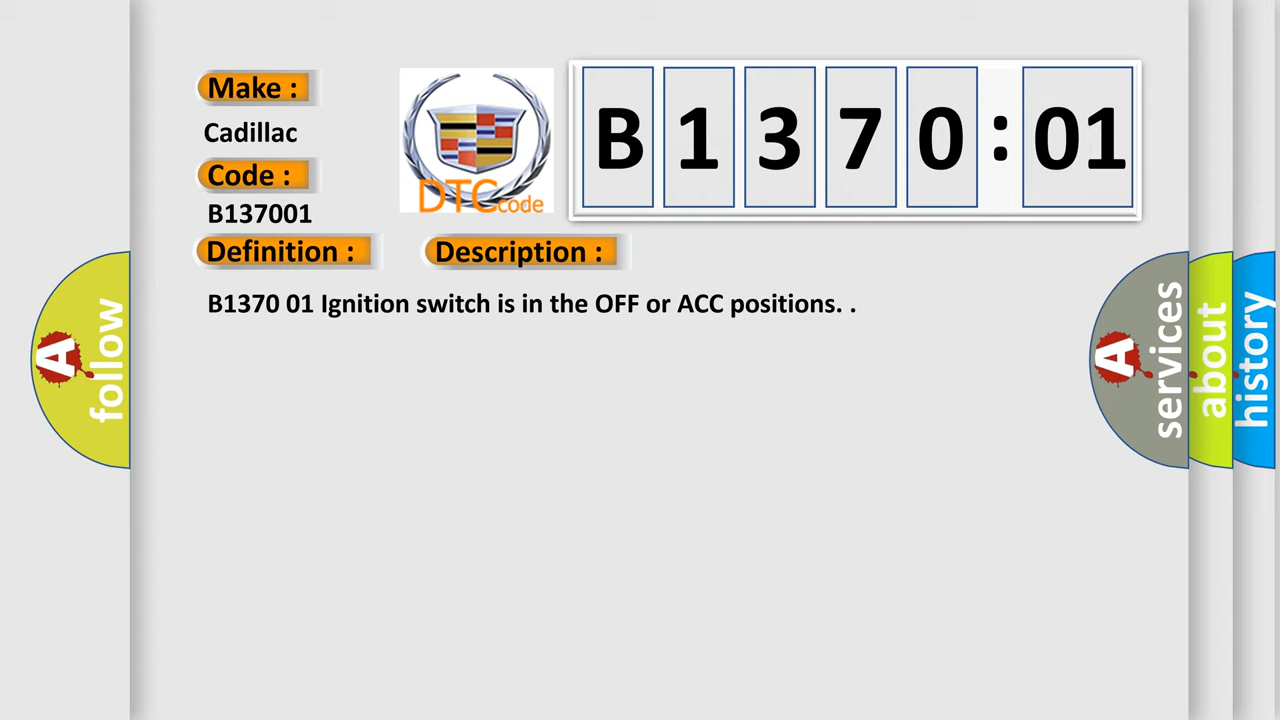 Make :
Cadillac
Code :
B137001
DTC code
B 1 3 7 0 : 01
Definition :
Description :
B1370 01 Ignition switch is in the OFF or ACC positions. .
A follow
A services
about
history